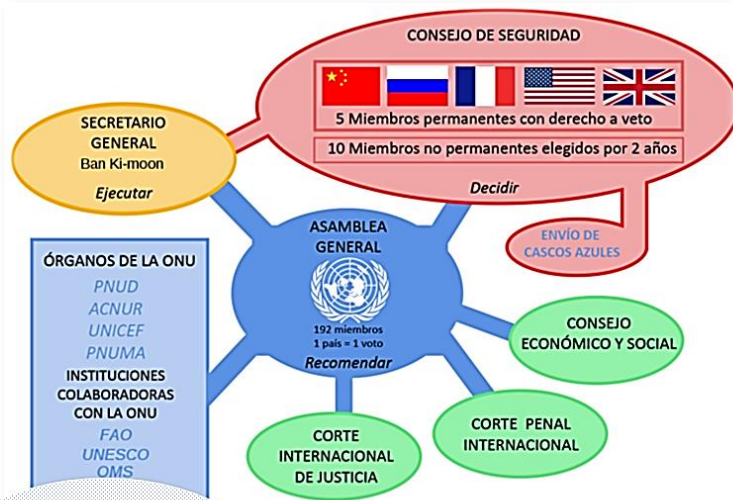 CONSEJO DE SEGURIDAD
5 Miembros permanentes con derecho a veto
10 Miembros no permanentes elegidos por 2 años
Decidir
SECRETARIO
GENERAL
Ban Ki-moon
Ejecutar
ENVÍO DE
CASCOS AZULES
ASAMBLEA
GENERAL
192 miembros
1 país = 1 voto
Recomendar
ÓRGANOS DE LA ONU
PNUD
ACNUR
UNICEF
PNUMA
INSTITUCIONES
COLABORADORAS
CON LA ONU
FAO
UNESCO
OMS
CONSEJO
ECONÓMICO Y SOCIAL
CORTE PENAL
INTERNACIONAL
CORTE
INTERNACIONAL
DE JUSTICIA